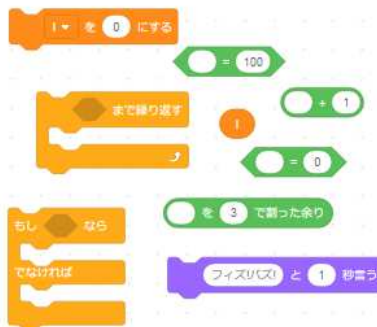 I を 0 にする
= 100
+ 1
まで繰り返す
I
= 0
もし なら
を 3 で割った余り
でなければ
フィズ!バズ! と 1 秒言う